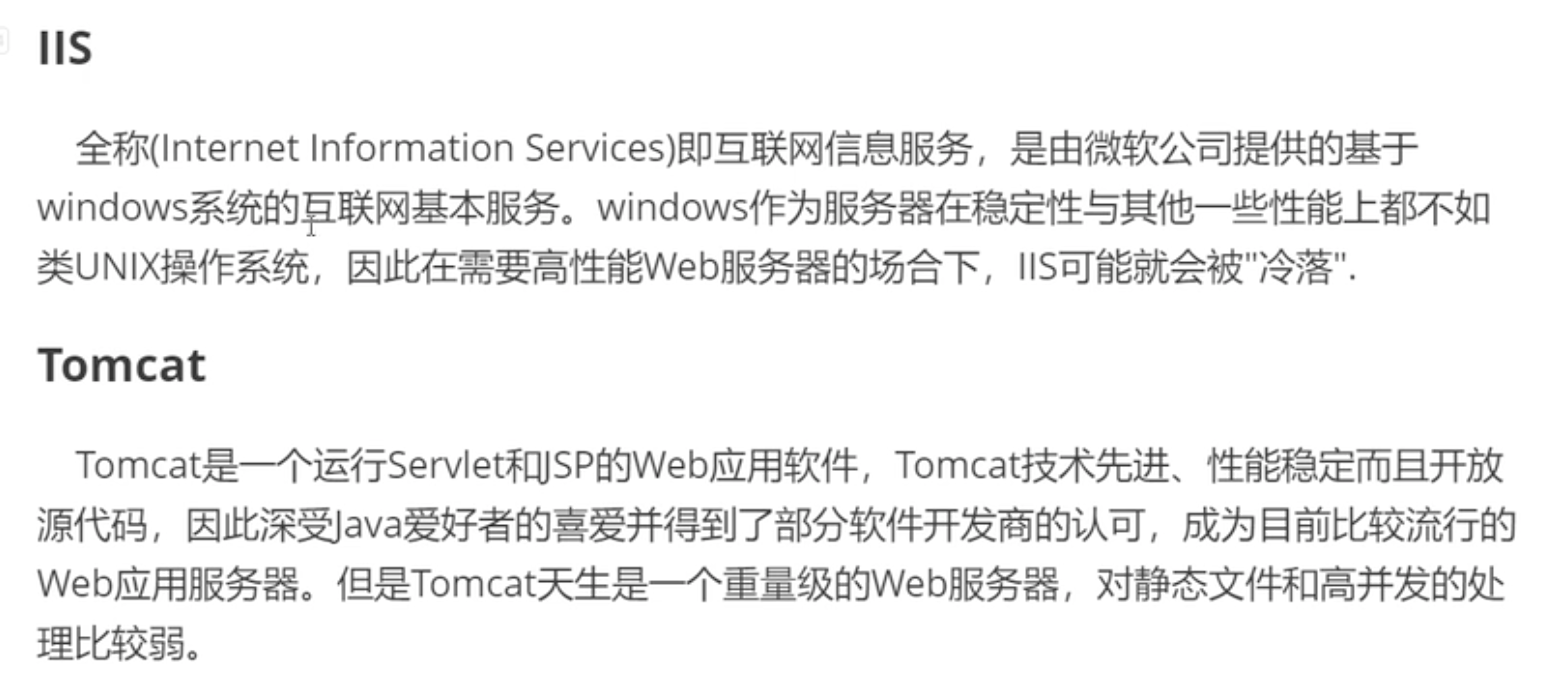 IIS
全称(Internet Information Services)即互联网信息服务，是由微软公司提供的基于
windows系统的互联网基本服务。windows作为服务器在稳定性与其他一些性能上都不如
类UNIX操作系统，因此在需要高性能Web服务器的场合下，IIS可能就会被"冷落".
Tomcat
Tomcat是一个运行Servlet和JSP的Web应用软件，Tomcat技术先进、性能稳定而且开放
源代码，因此深受Java爱好者的喜爱并得到了部分软件开发商的认可，成为目前比较流行的
Web应用服务器。但是Tomcat天生是一个重量级的Web服务器，对静态文件和高并发的处
理比较弱。